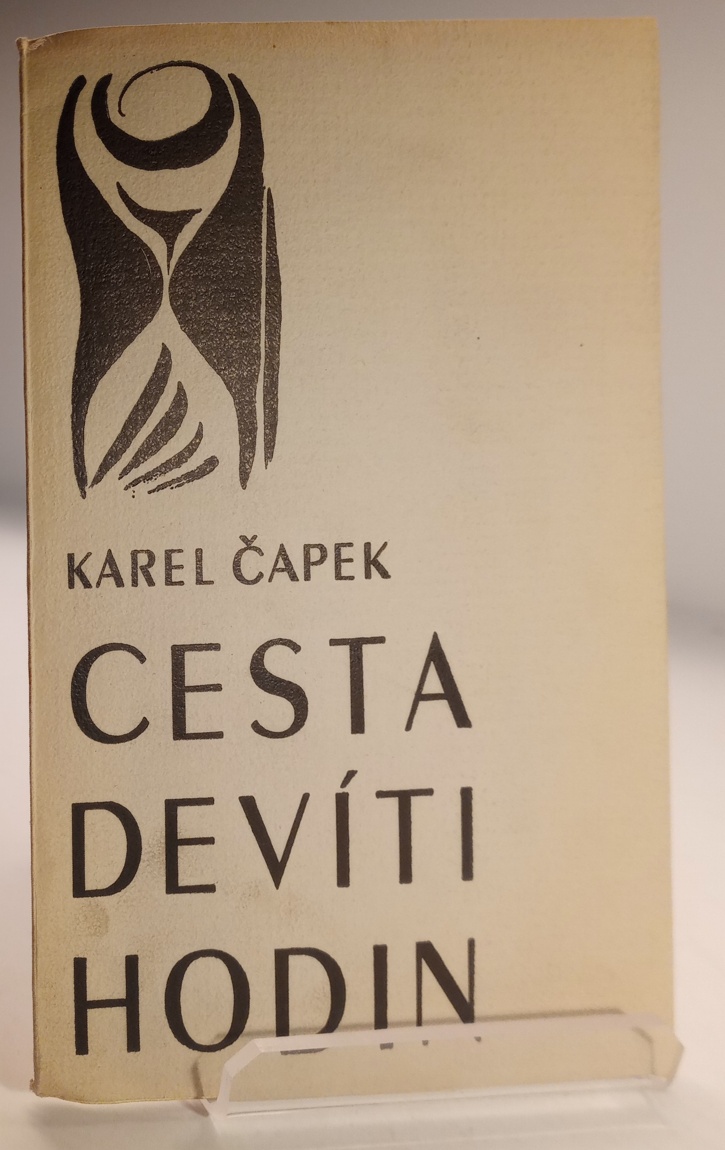 KAREL ČAPEK
CESTA
DEVÍTI
HODIN